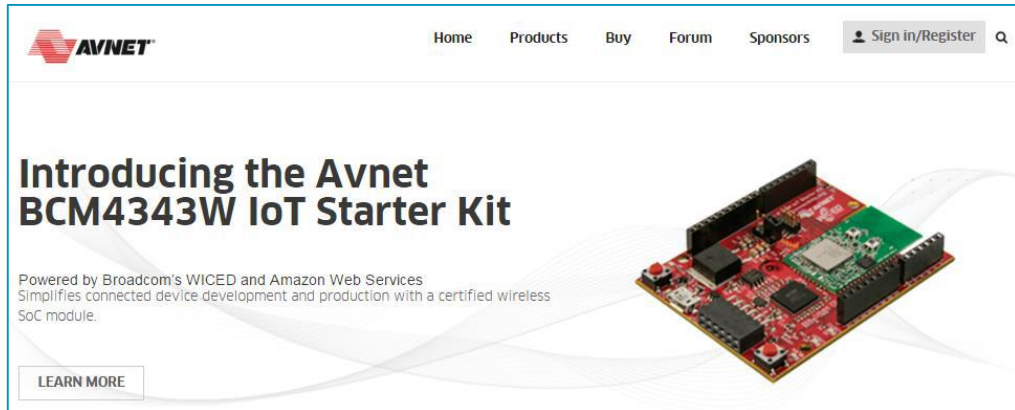 AVNET
Home Products Buy Forum Sponsors Sign in/Register
Introducing the Avnet
BCM4343W IoT Starter Kit
Powered by Broadcom's WICED and Amazon Web Services
Simplifies connected device development and production with a certified wireless
SoC module.
LEARN MORE
AVNET